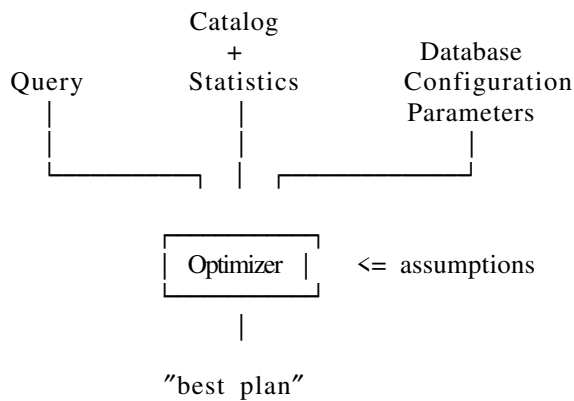 Catalog
+
Database
Query Statistics Configuration
Parameters
Optimizer <= assumptions
"best plan"